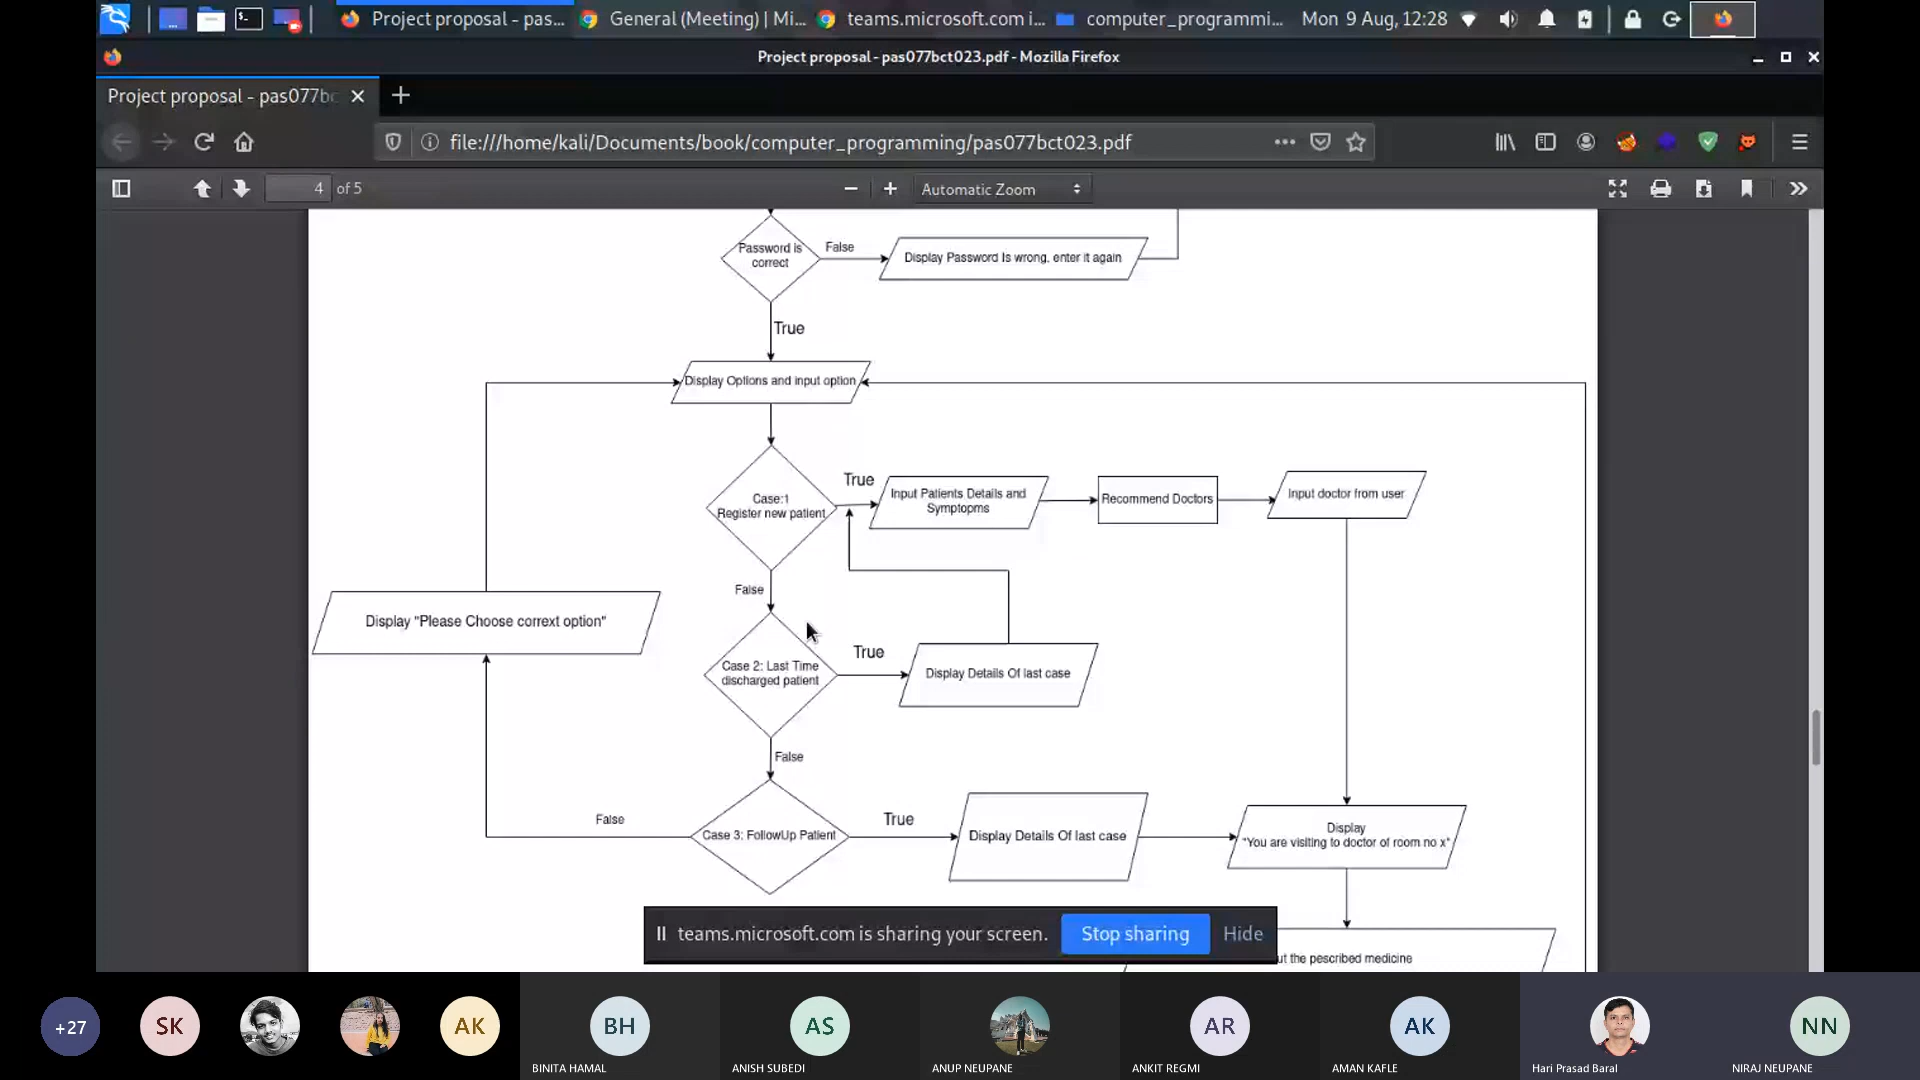 Project proposal - pas...
General (Meeting) | Mi...
teams.microsoft.com i...
computer_programmi...
Mon 9 Aug, 12:28
Project proposal - pas077bct023.pdf - Mozilla Firefox
Project proposal - pas077bc
file:///home/kali/Documents/book/computer_programming/pas077bct023.pdf
4 of 5
Automatic Zoom
Password is
correct
False
Display Password Is wrong, enter it again
True
Display Options and input option
Case:1
Register new patient
True
Input Patients Details and
Symptopms
Recommend Doctors
Input doctor from user
False
Display "Please Choose corrext option"
Case 2: Last Time
discharged patient
True
Display Details Of last case
False
False
Case 3: FollowUp Patient
True
Display Details Of last case
Display
"You are visiting to doctor of room no x"
teams.microsoft.com is sharing your screen.
Stop sharing
Hide
the pescribed medicine
+27
SK
AK
BH
BINITA HAMAL
AS
ANISH SUBEDI
ANUP NEUPANE
AR
ANKIT REGMI
AK
AMAN KAFLE
Hari Prasad Baral
NN
NIRAJ NEUPANE